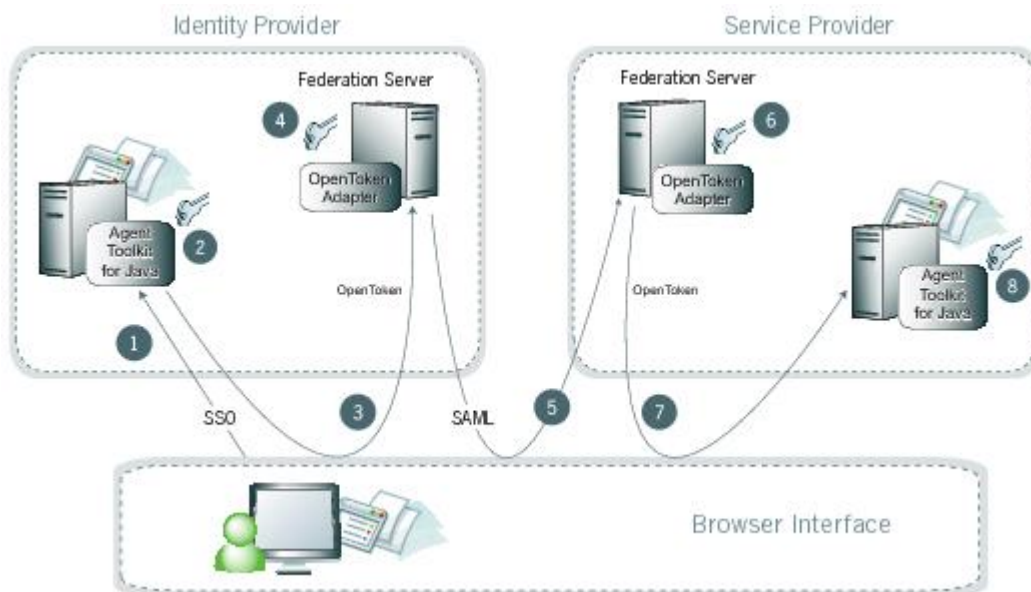 Identity Provider
Service Provider
Federation Server
Federation Server
4
6
OpenToken
Adapter
OpenToken
Adapter
2
Agent
Toolkit
for Java
8
Agent
Toolkit
for Java
OpenToken
OpenToken
1
3
5
7
SSO
SAML
Browser Interface